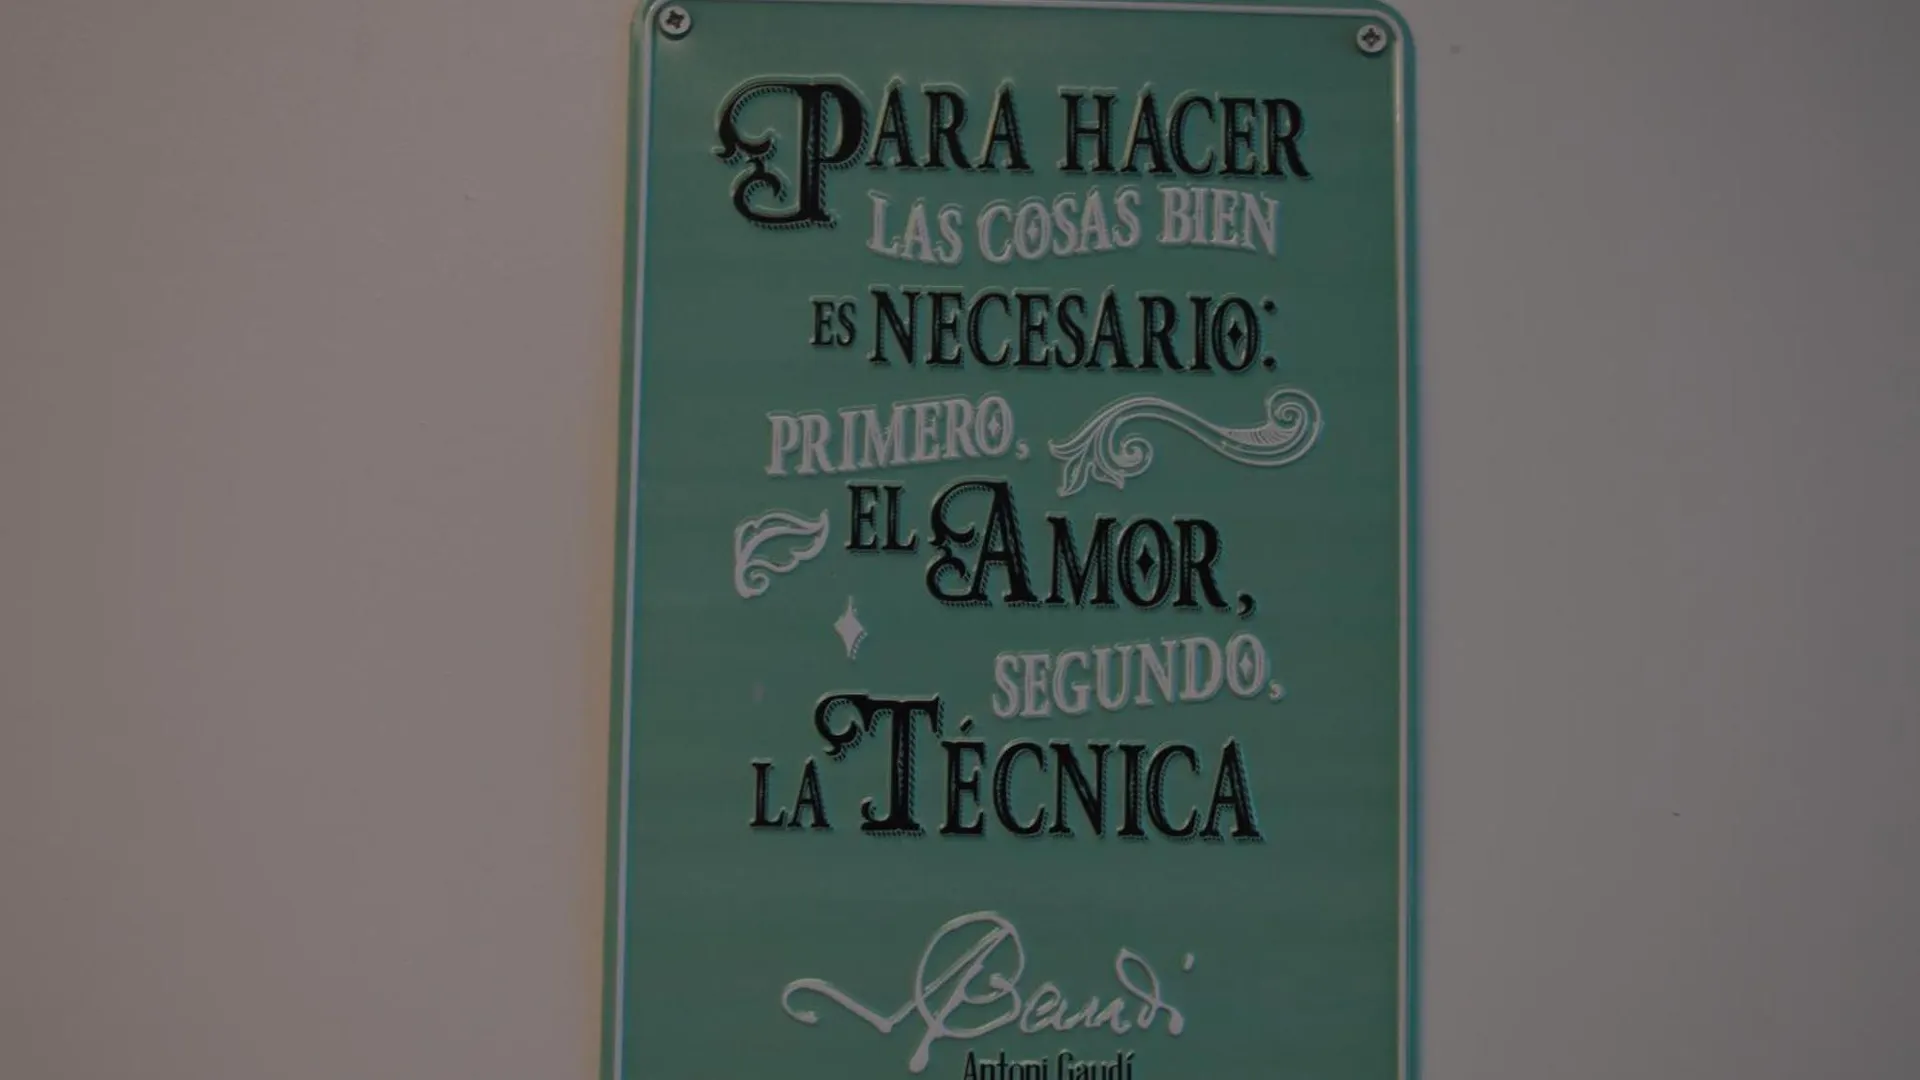 PARA HACER
LAS COSAS BIEN
ES NECESARIO:
PRIMERO,
EL AMOR,
SEGUNDO,
LA TÉCNICA
Gaudí
Antoni Gaudí